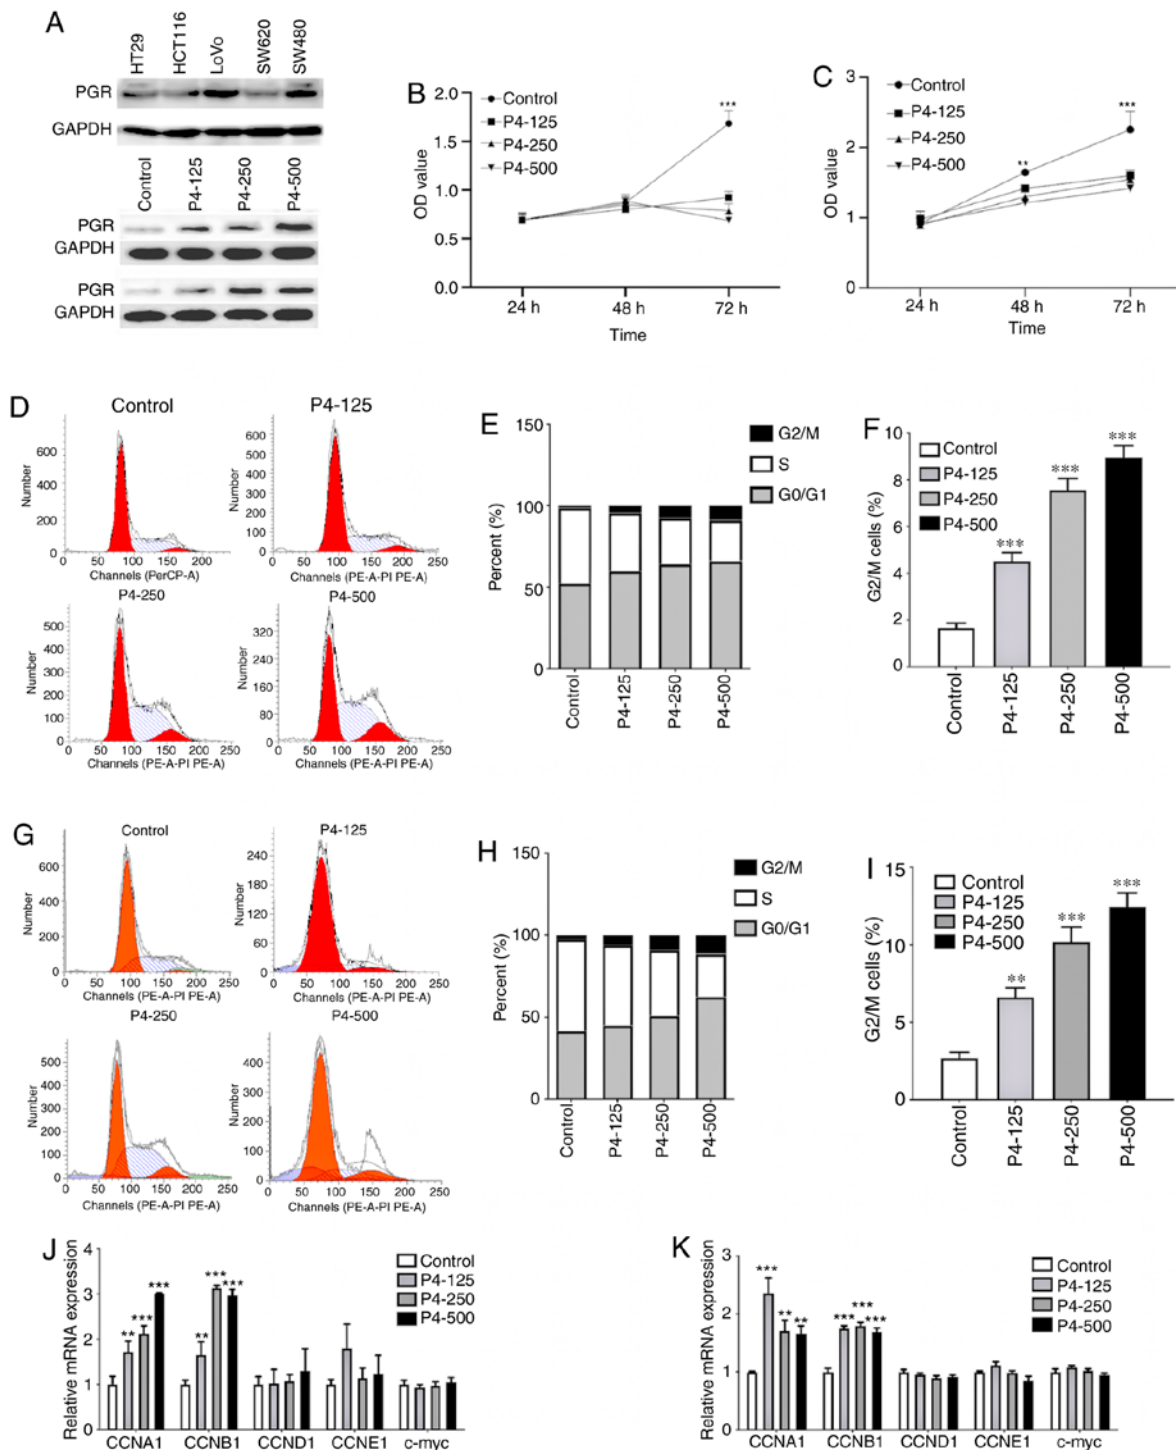 A
HT29
HCT116
LoVo
SW620
SW480
PGR
GAPDH
Control
P4-125
P4-250
P4-500
PGR
GAPDH
PGR
GAPDH
B
2.0
1.5
1.0
0.5
0.0
OD value
Control
P4-125
P4-250
P4-500
***
24 h
48 h
72 h
Time
C
3
2
1
0
OD value
Control
P4-125
P4-250
P4-500
**
***
24 h
48 h
72 h
Time
D
Control
600
400
200
0
Number
0 50 100 150 200
Channels (PerCP-A)
P4-125
600
400
200
100
0
Number
0 50 100 150 200 250
Channels (PE-A-PI PE-A)
P4-250
500
400
300
200
100
0
Number
0 50 100 150 200 250
Channels (PE-A-PI PE-A)
P4-500
320
240
160
80
0
Number
0 50 100 150 200 250
Channels (PE-A-PI PE-A)
E
150
100
50
0
Percent (%)
G2/M
S
G0/G1
Control
P4-125
P4-250
P4-500
F
10
8
6
4
2
0
G2/M cells (%)
Control
P4-125
P4-250
P4-500
***
***
***
Control
P4-125
P4-250
P4-500
G
Control
600
400
200
0
Number
0 50 100 150 200 250
Channels (PE-A-PI PE-A)
P4-125
240
180
120
60
0
Number
0 50 100 150 200 250
Channels (PE-A-PI PE-A)
P4-250
500
400
300
200
100
0
Number
0 50 100 150 200 250
Channels (PE-A-PI PE-A)
P4-500
400
300
200
100
0
Number
0 50 100 150 200 250
Channels (PE-A-PI PE-A)
H
150
100
50
0
Percent (%)
G2/M
S
G0/G1
Control
P4-125
P4-250
P4-500
I
15
10
5
0
G2/M cells (%)
Control
P4-125
P4-250
P4-500
**
***
***
Control
P4-125
P4-250
P4-500
J
4
3
2
1
0
Relative mRNA expression
Control
P4-125
P4-250
P4-500
**
***
***
**
***
***
CCNA1
CCNB1
CCND1
CCNE1
c-myc
K
3
2
1
0
Relative mRNA expression
Control
P4-125
P4-250
P4-500
***
**
**
***
***
***
CCNA1
CCNB1
CCND1
CCNE1
c-myc